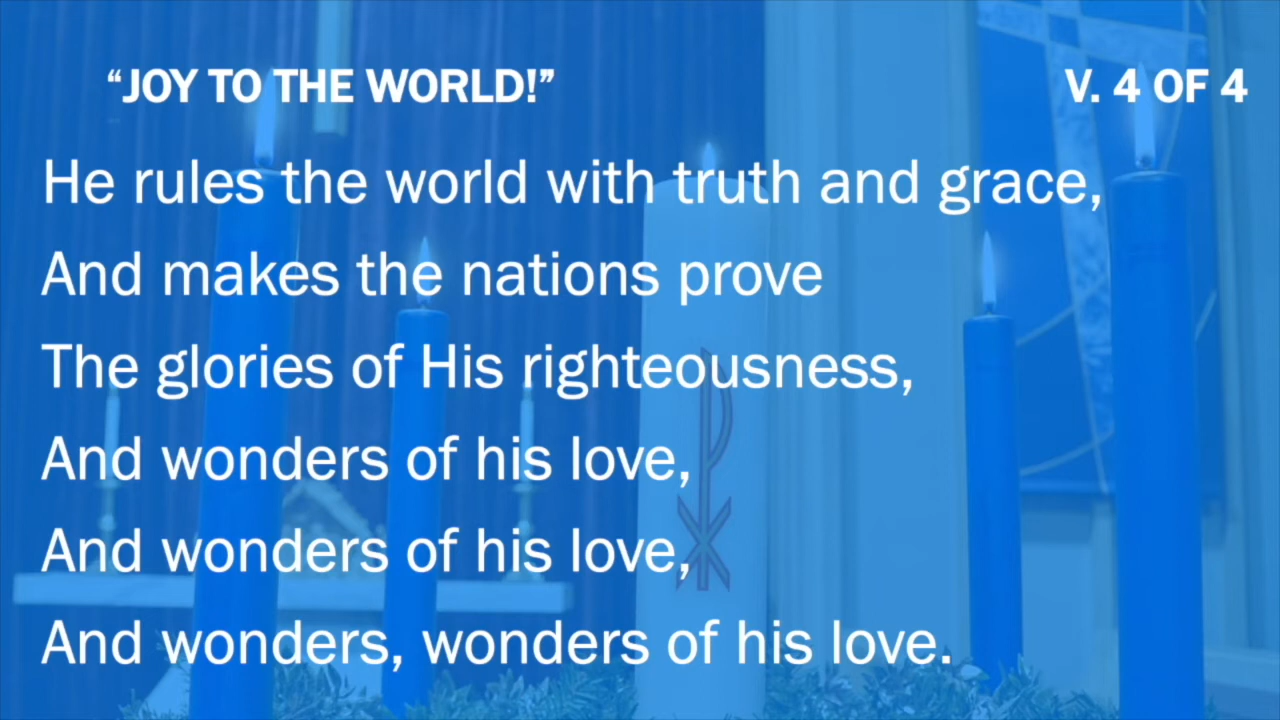 “JOY TO THE WORLD!” V. 4 OF 4
He rules the world with truth and grace,
And makes the nations prove
The glories of His righteousness,
And wonders of his love,
And wonders of his love,
And wonders, wonders of his love.